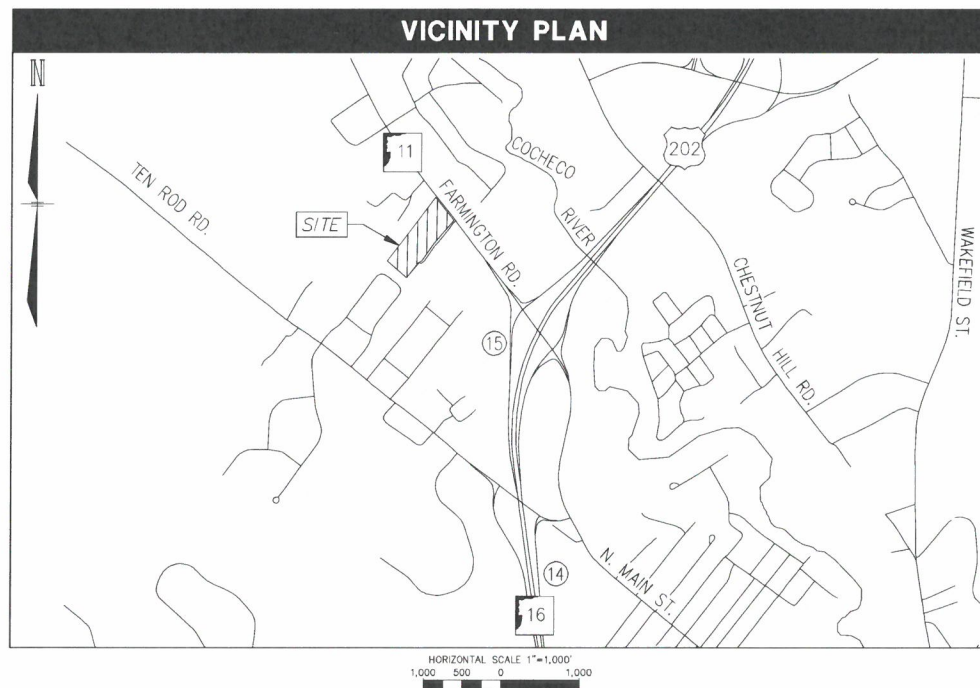 VICINITY PLAN
N
11
202
TEN ROD RD.
COCHECO
RIVER
SITE
FARMINGTON RD.
WAKEFIELD ST.
CHESTNUT
HILL RD.
15
14
N. MAIN ST.
16
HORIZONTAL SCALE 1"=1,000'
1,000 500 0 1,000